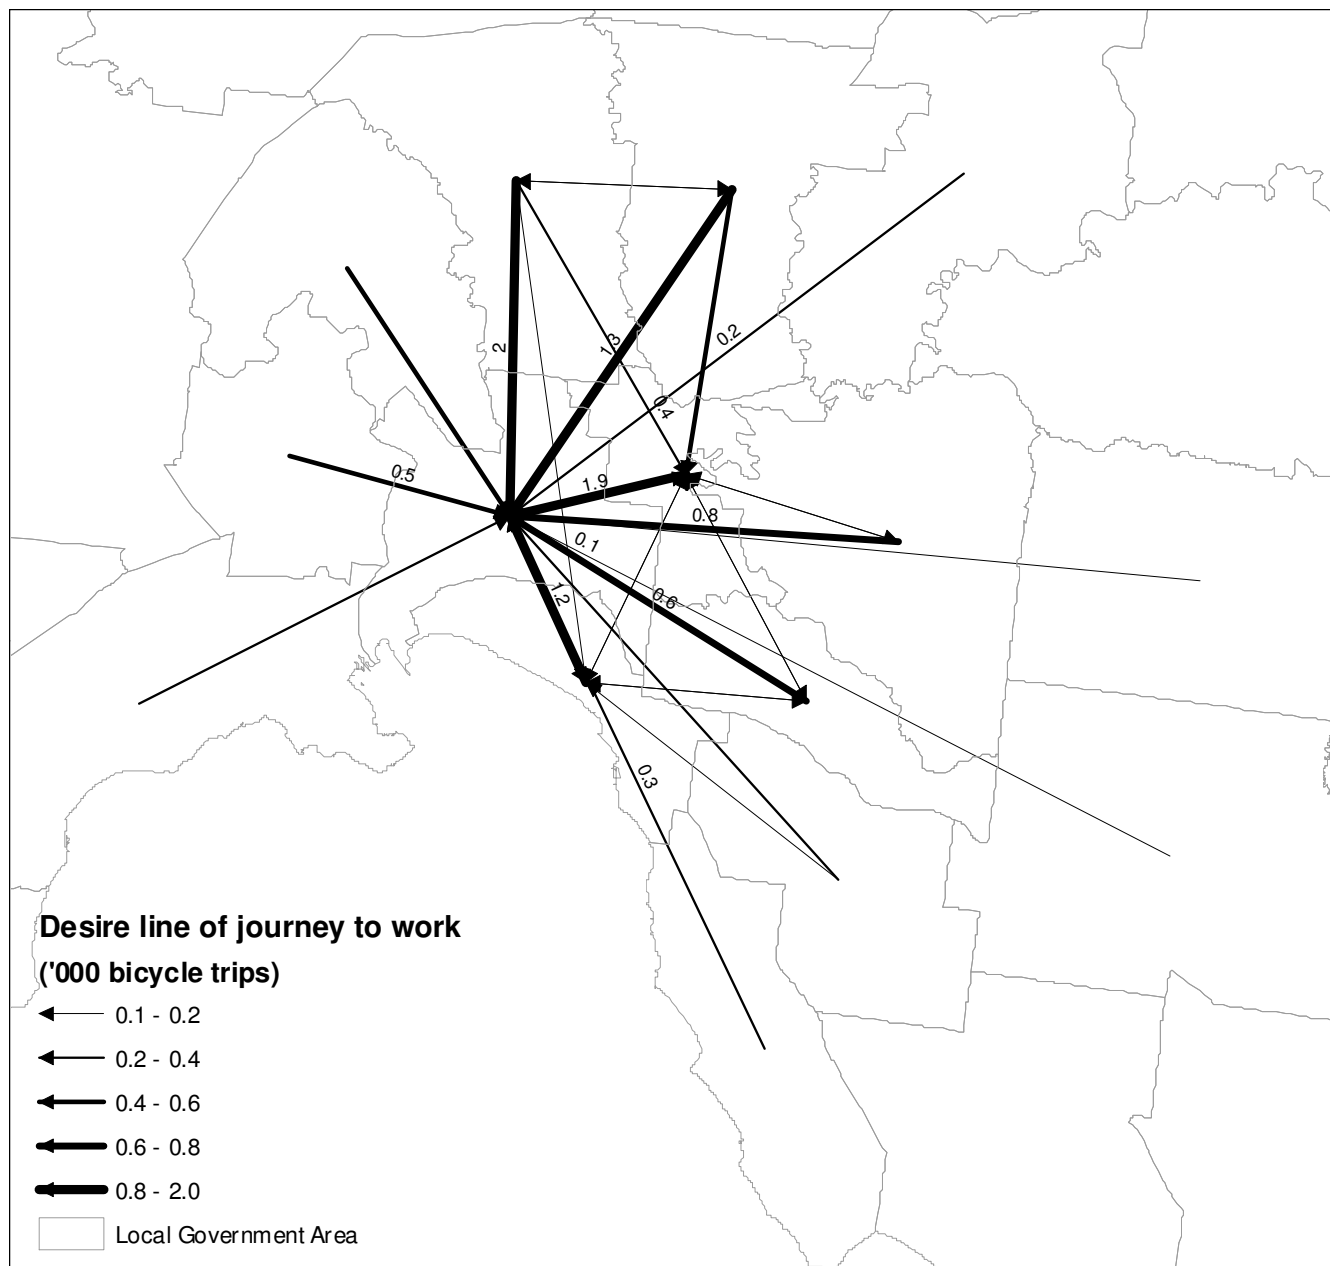 2
1.3
0.2
0.4
0.5
1.9
0.8
0.1
1.2
0.6
0.3
Desire line of journey to work
('000 bicycle trips)
0.1 - 0.2
0.2 - 0.4
0.4 - 0.6
0.6 - 0.8
0.8 - 2.0
Local Government Area